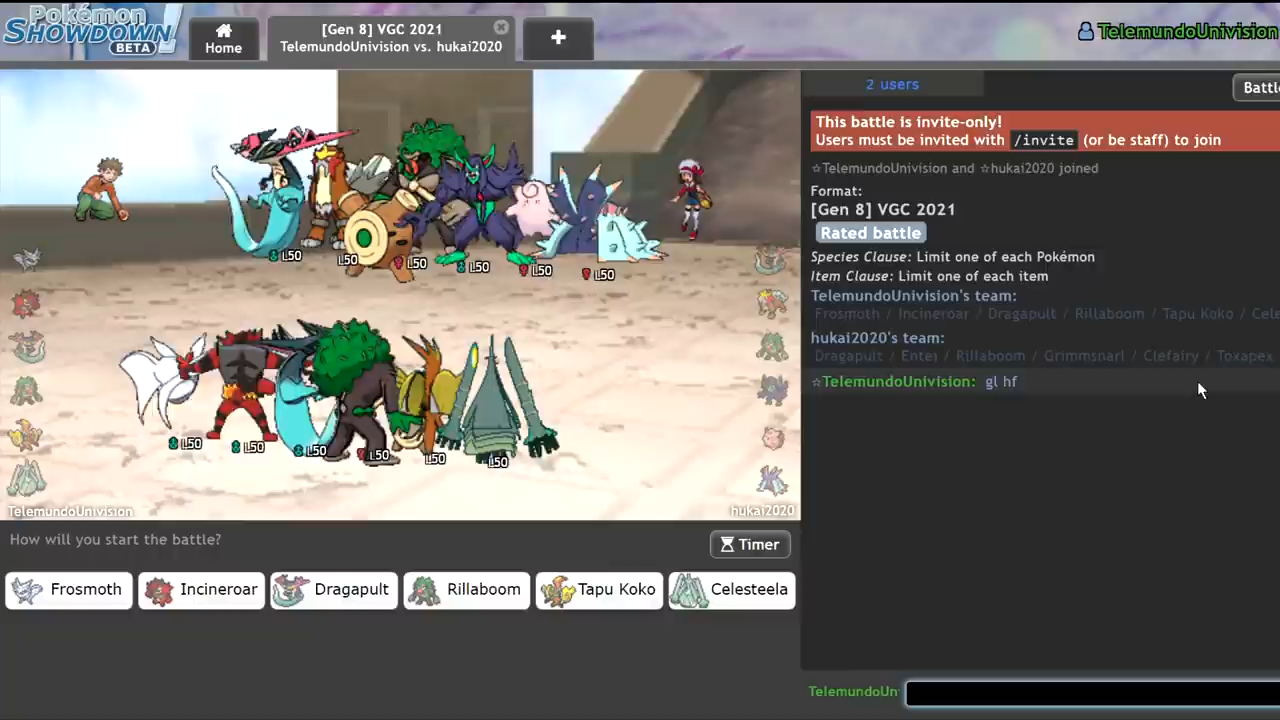 Pokémon
SHOWDOWN!
BETA
Home
[Gen 8] VGC 2021
TelemundoUnivision vs. hukai2020
TelemundoUnivision
2 users
Battle
This battle is invite-only!
Users must be invited with /invite (or be staff) to join
☆TelemundoUnivision and ☆hukai2020 joined
Format:
[Gen 8] VGC 2021
Rated battle
Species Clause: Limit one of each Pokémon
Item Clause: Limit one of each item
TelemundoUnivision's team:
Frosmoth / Incineroar / Dragapult / Rillaboom / Tapu Koko / Cele
hukai2020's team:
Dragapult / Entei / Rillaboom / Grimmsnarl / Clefairy / Toxapex
☆TelemundoUnivision: gl hf
L50
L50
L50
L50
L50
L50
L50
L50
L50
L50
L50
L50
TelemundoUnivision
hukai2020
How will you start the battle?
Timer
Frosmoth
Incineroar
Dragapult
Rillaboom
Tapu Koko
Celesteela
TelemundoUn